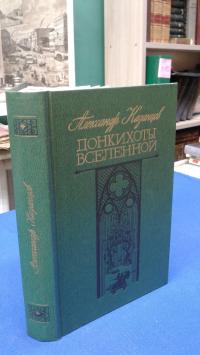 Александр Казанцев
ДОНКИХОТЫ
ВСЕЛЕННОЙ
Александр Казанцев